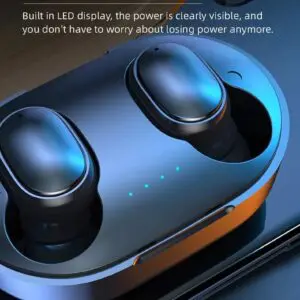 Built in LED display, the power is clearly visible, and
you don't have to worry about losing power anymore.